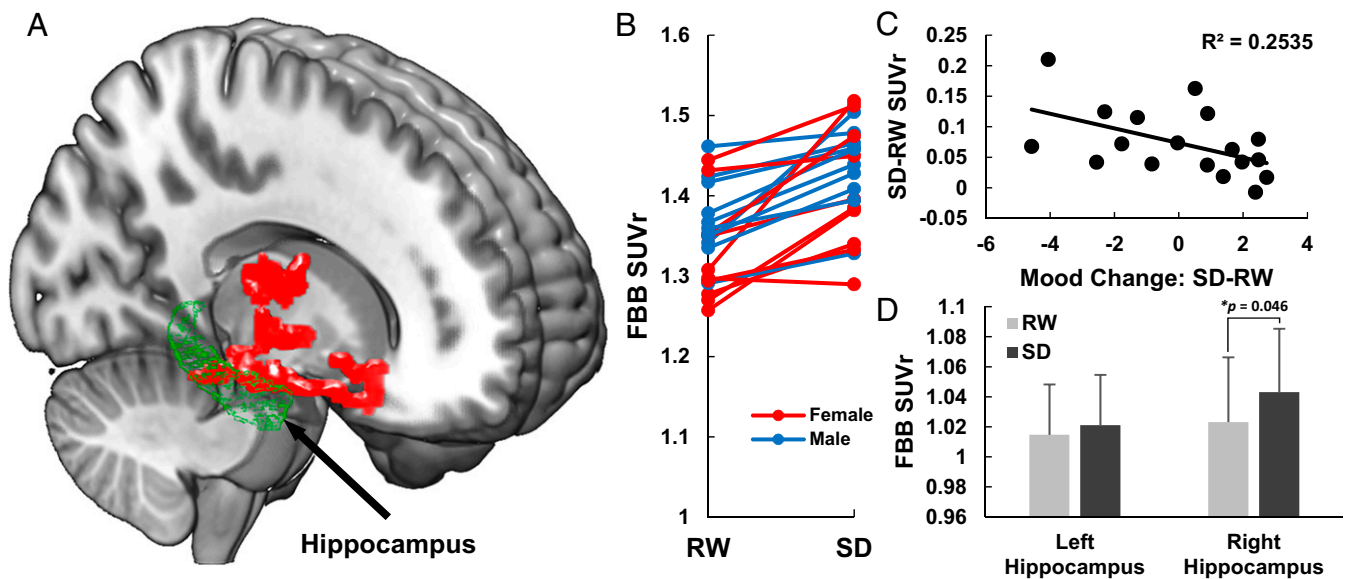 A
Hippocampus
B
FBB SUVr
1.6
1.5
1.4
1.3
1.2
1.1
1
RW
SD
Female
Male
C
SD-RW SUVr
0.25
0.2
0.15
0.1
0.05
0
-0.05
R² = 0.2535
-6
-4
-2
0
2
4
Mood Change: SD-RW
D
FBB SUVr
1.1
1.08
1.06
1.04
1.02
1
0.98
0.96
RW
SD
*p = 0.046
Left
Hippocampus
Right
Hippocampus